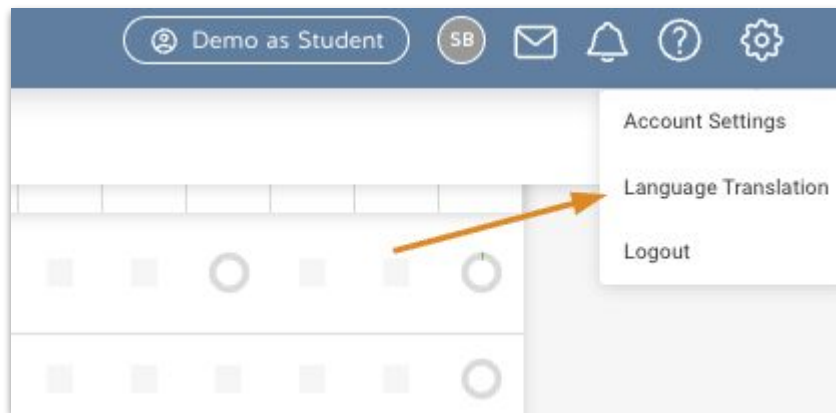 Demo as Student
SB
?
Account Settings
Language Translation
Logout